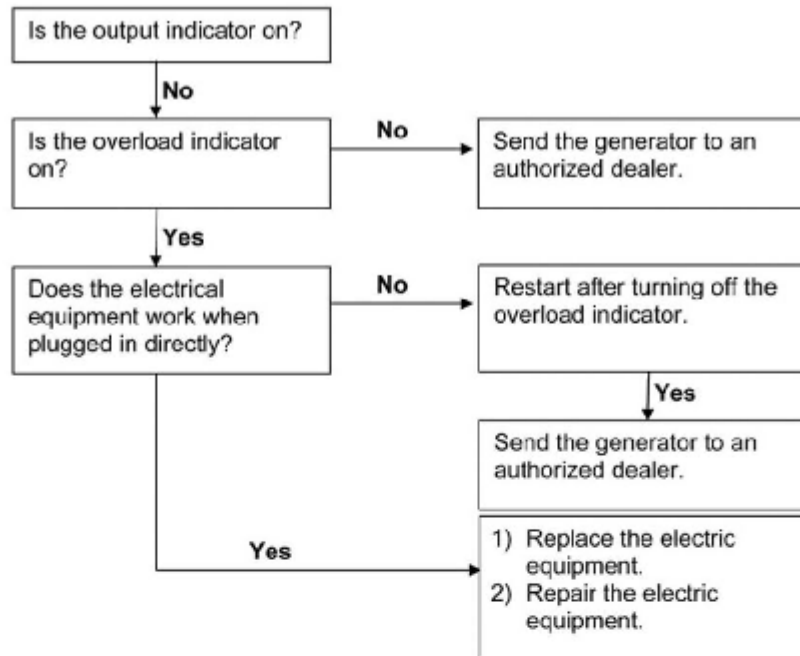 Is the output indicator on?
No
Is the overload indicator
on?
No
Send the generator to an
authorized dealer.
Yes
Does the electrical
equipment work when
plugged in directly?
No
Restart after turning off the
overload indicator.
Yes
Send the generator to an
authorized dealer.
Yes
1) Replace the electric
equipment.
2) Repair the electric
equipment.